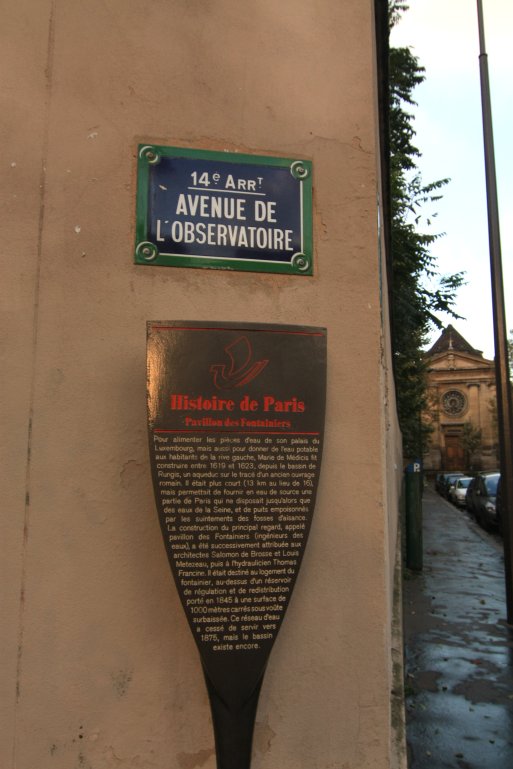 14e ARRT
AVENUE DE
L'OBSERVATOIRE
Histoire de Paris
Pavillon des Fontainiers
Pour alimenter les pièces d'eau de son palais du
Luxembourg, mais aussi pour donner de l'eau potable
aux habitants de la rive gauche, Marie de Médicis fit
construire entre 1619 et 1623, depuis le bassin de
Rungis, un aqueduc sur le tracé d'un ancien ouvrage
romain. Il était plus court (13 km au lieu de 16),
mais permettait de fournir en eau de source une
partie de Paris qui ne disposait jusqu'alors que
des eaux de la Seine, et de puits empoisonnés
par les suintements des fosses d'aisance.
La construction du principal regard, appelé
pavillon des Fontainiers (ingénieurs des
eaux), a été successivement attribuée aux
architectes Salomon de Brosse et Louis
Metezeau, puis à l'hydraulicien Thomas
Francine. Il était destiné au logement du
fontainier, au-dessus d'un réservoir
de régulation et de redistribution
porté en 1845 à une surface de
1000 mètres carrés sous voûte
surbaissée. Ce réseau d'eau
a cessé de servir vers
1875, mais le bassin
existe encore.
P